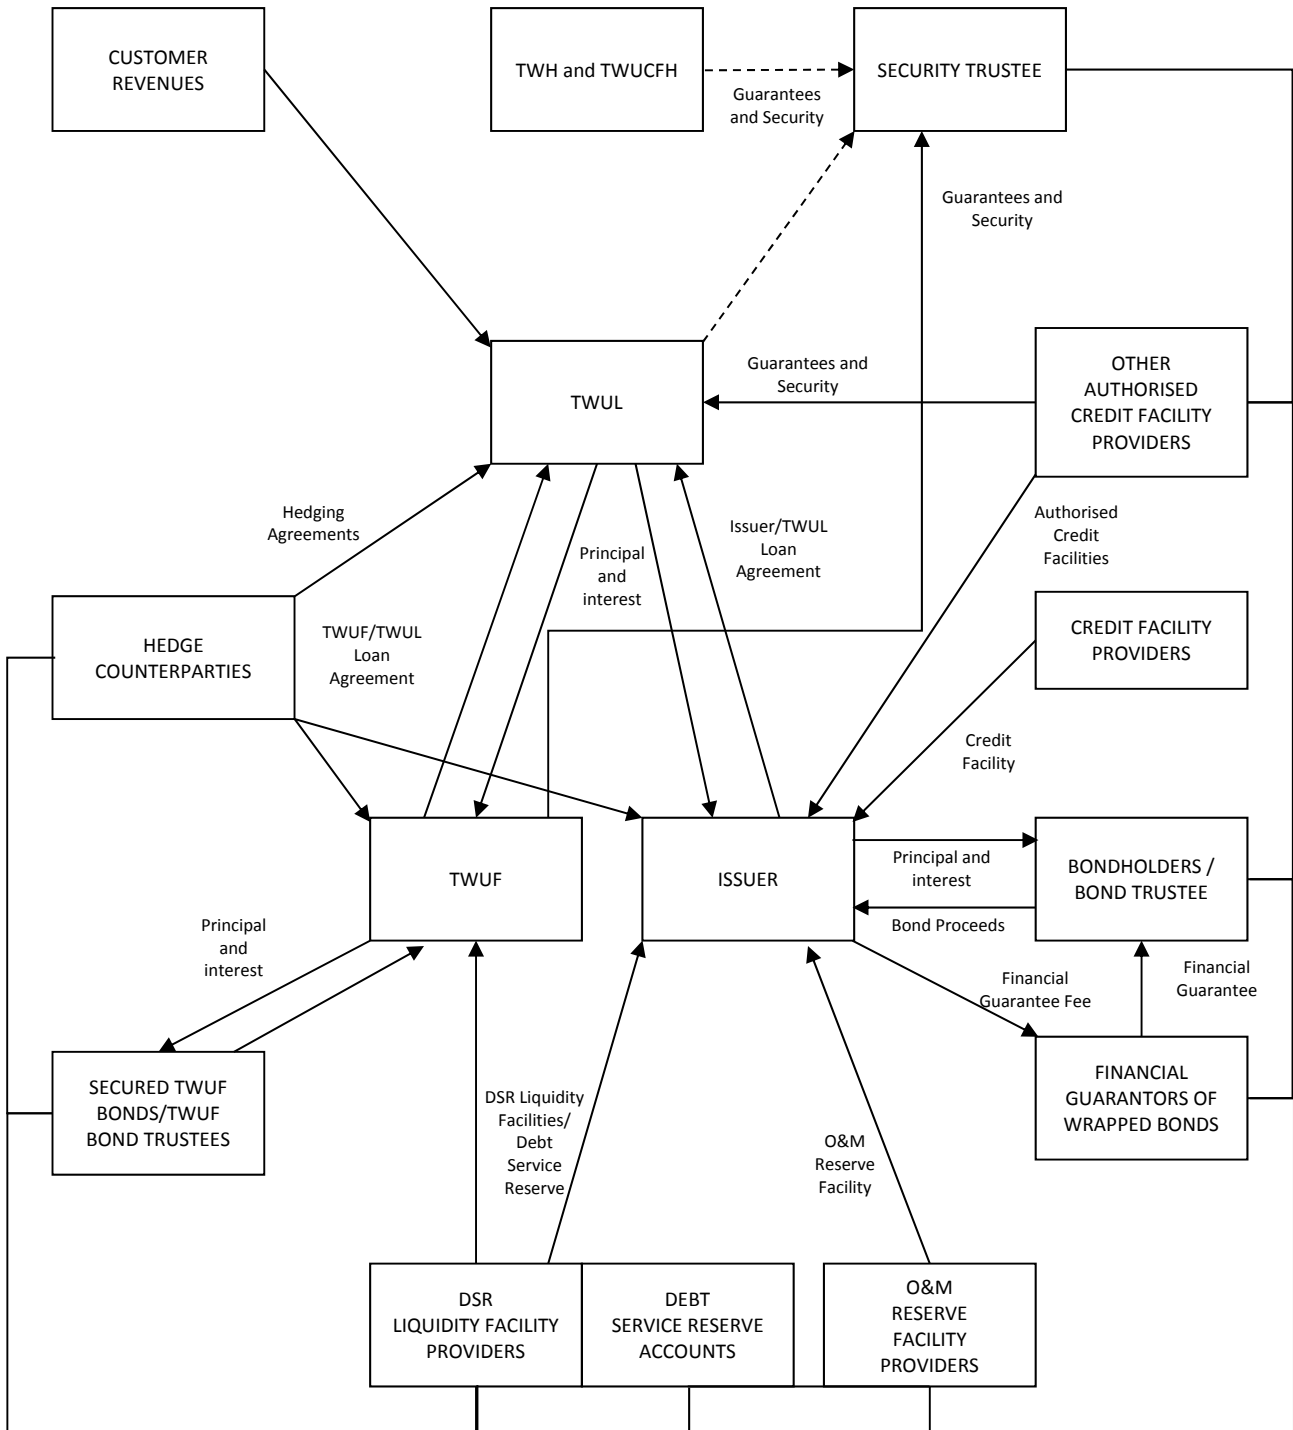 CUSTOMER
REVENUES
TWH and TWUCFH
SECURITY TRUSTEE
Guarantees
and Security
Guarantees and
Security
TWUL
Guarantees and
Security
OTHER
AUTHORISED
CREDIT FACILITY
PROVIDERS
Hedging
Agreements
Principal
and
interest
Issuer/TWUL
Loan
Agreement
Authorised
Credit
Facilities
HEDGE
COUNTERPARTIES
TWUF/TWUL
Loan
Agreement
CREDIT FACILITY
PROVIDERS
Credit
Facility
TWUF
ISSUER
Principal and
interest
Bond Proceeds
BONDHOLDERS /
BOND TRUSTEE
Principal
and
interest
Financial
Guarantee Fee
Financial
Guarantee
SECURED TWUF
BONDS/TWUF
BOND TRUSTEES
DSR Liquidity
Facilities/
Debt
Service
Reserve
O&M
Reserve
Facility
FINANCIAL
GUARANTORS OF
WRAPPED BONDS
DSR
LIQUIDITY FACILITY
PROVIDERS
DEBT
SERVICE RESERVE
ACCOUNTS
O&M
RESERVE
FACILITY
PROVIDERS